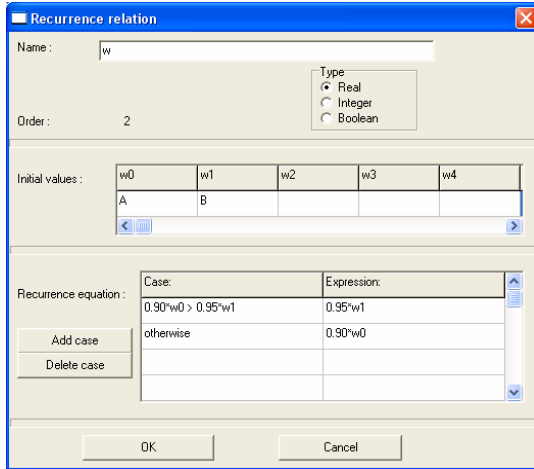 Recurrence relation
Name :
w
Type
Real
Integer
Boolean
Order : 2
Initial values :
w0 w1 w2 w3 w4
A B
Recurrence equation :
Case: Expression:
0.90*w0 > 0.95*w1 0.95*w1
otherwise 0.90*w0
Add case
Delete case
OK Cancel